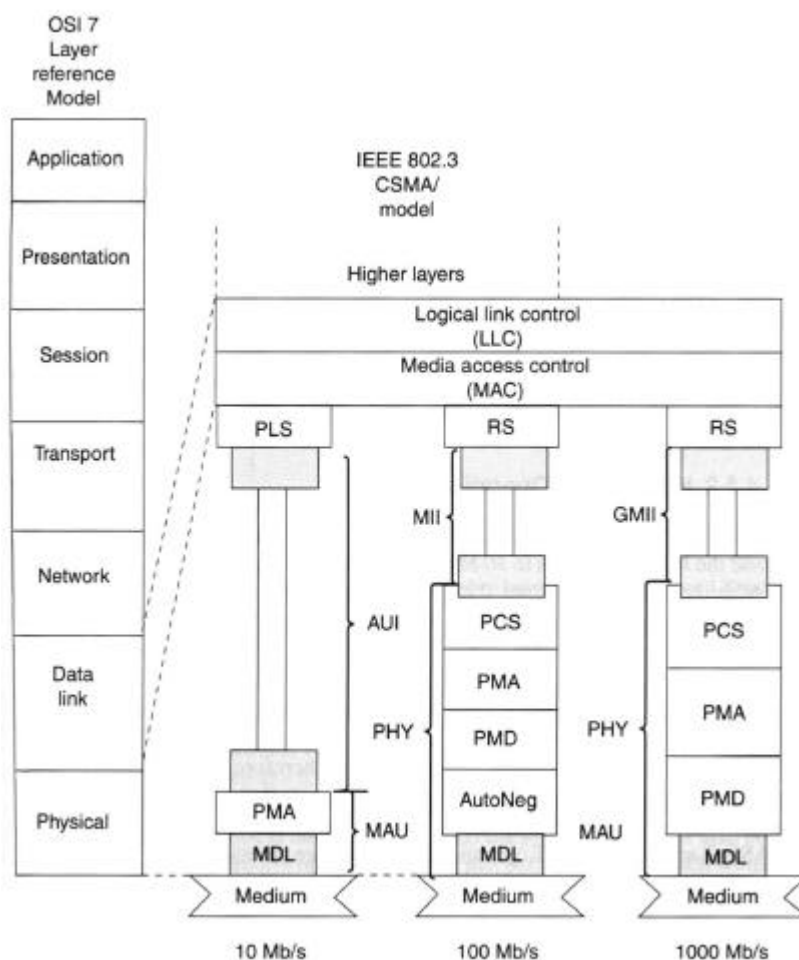 OSI 7
Layer
reference
Model
Application
Presentation
Session
Transport
Network
Data
link
Physical
IEEE 802.3
CSMA/
model
Higher layers
Logical link control
(LLC)
Media access control
(MAC)
PLS
AUI
PMA
MAU
MDL
Medium
10 Mb/s
RS
MII
PHY
PCS
PMA
PMD
AutoNeg
MDL
Medium
100 Mb/s
RS
GMII
PHY
PCS
PMA
PMD
MAU
MDL
Medium
1000 Mb/s